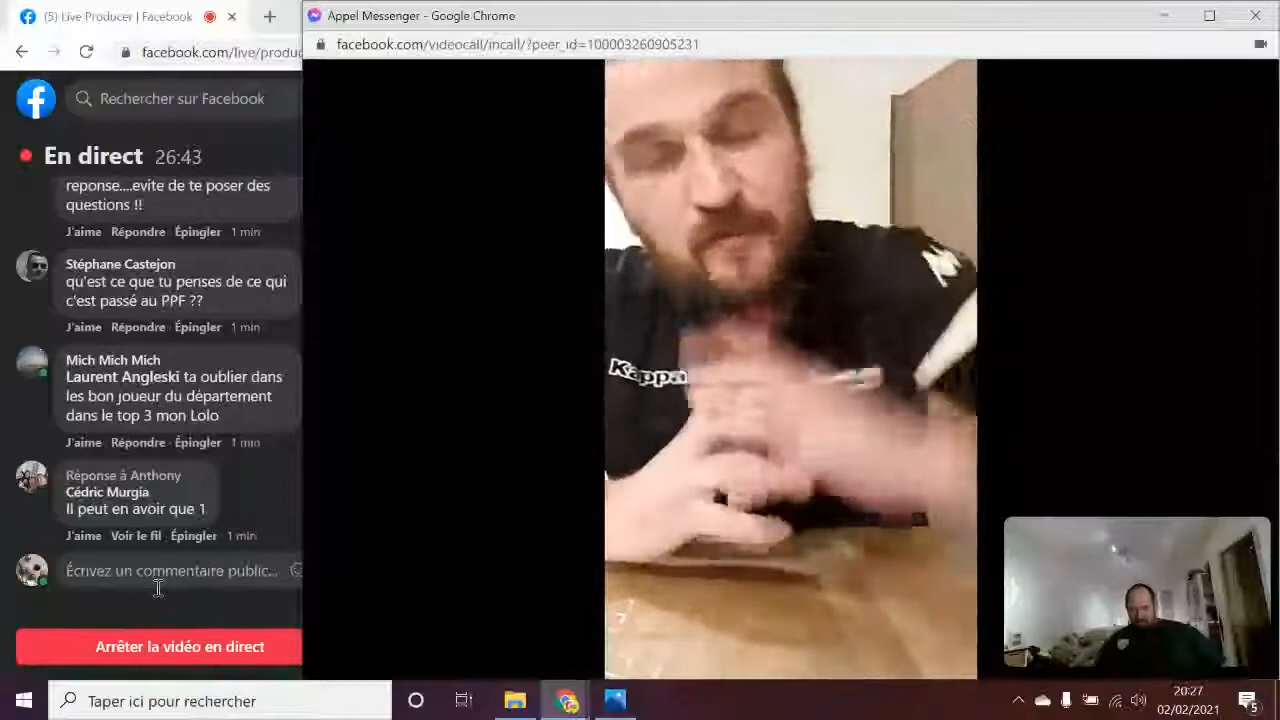 (5) Live Producer | Facebook
Appel Messenger - Google Chrome
facebook.com/live/produc
facebook.com/videocall/incall/?peer_id=100003260905231
Rechercher sur Facebook
En direct 26:43
reponse....evite de te poser des
questions !!
J'aime Répondre Épingler 1 min
Stéphane Castejon
qu'est ce que tu penses de ce qui
c'est passé au PPF ??
J'aime Répondre Épingler 1 min
Mich Mich Mich
Laurent Angleski ta oublier dans
les bon joueur du département
dans le top 3 mon Lolo
J'aime Répondre Épingler 1 min
Réponse à Anthony
Cédric Murgia
Il peut en avoir que 1
J'aime Voir le fil Épingler 1 min
Écrivez un commentaire public...
Arrêter la vidéo en direct
Kappa
Taper ici pour rechercher
20:27
02/02/2021
5